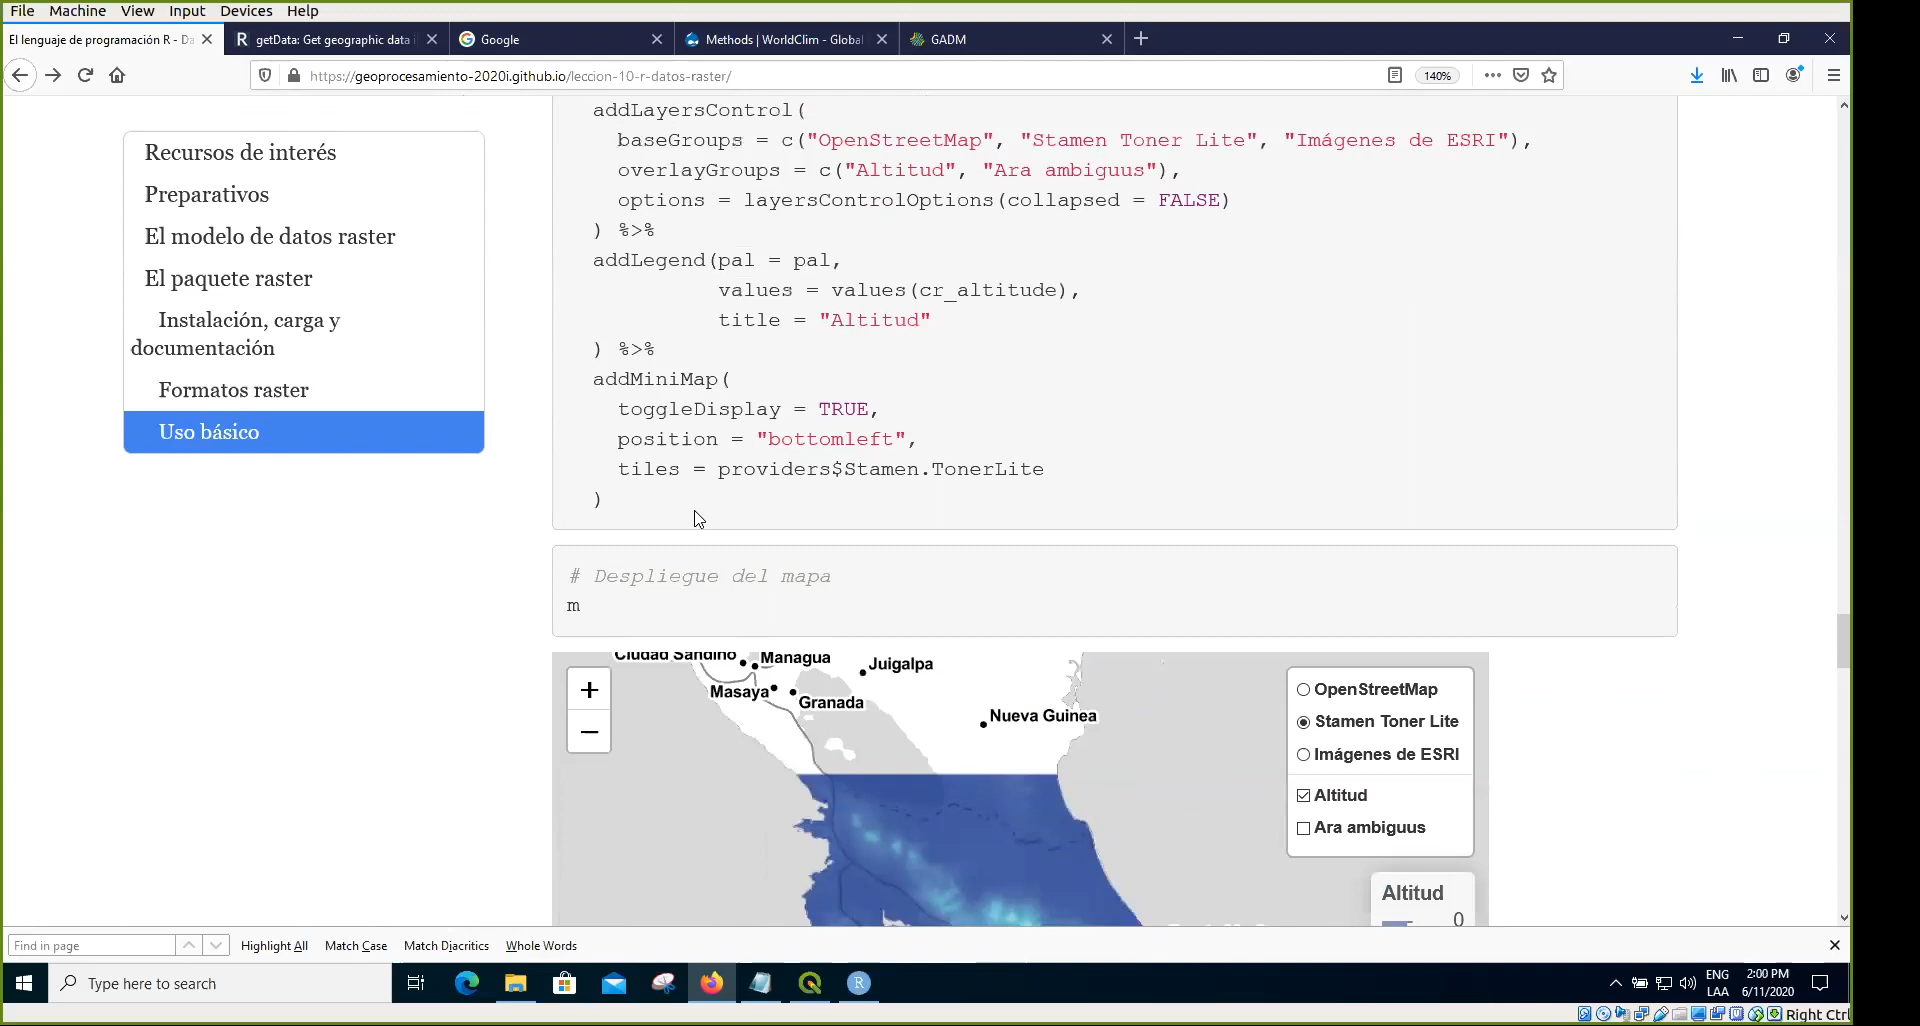 File Machine View Input Devices Help
El lenguaje de programación R - Da
getData: Get geographic data i
Google
Methods | WorldClim - Global
GADM
https://geoprocesamiento-2020i.github.io/leccion-10-r-datos-raster/
140%
Recursos de interés
Preparativos
El modelo de datos raster
El paquete raster
Instalación, carga y
documentación
Formatos raster
Uso básico
addLayersControl(
baseGroups = c("OpenStreetMap", "Stamen Toner Lite", "Imágenes de ESRI"),
overlayGroups = c("Altitud", "Ara ambiguus"),
options = layersControlOptions(collapsed = FALSE)
) %>%
addLegend(pal = pal,
values = values(cr_altitude),
title = "Altitud"
) %>%
addMiniMap(
toggleDisplay = TRUE,
position = "bottomleft",
tiles = providers$Stamen.TonerLite
)
# Despliegue del mapa
m
+
−
Ciudad Sandino
Managua
Juigalpa
Masaya
Granada
Nueva Guinea
OpenStreetMap
Stamen Toner Lite
Imágenes de ESRI
Altitud
Ara ambiguus
Altitud
0
Find in page
Highlight All
Match Case
Match Diacritics
Whole Words
Type here to search
ENG
LAA
2:00 PM
6/11/2020
Right Ctrl